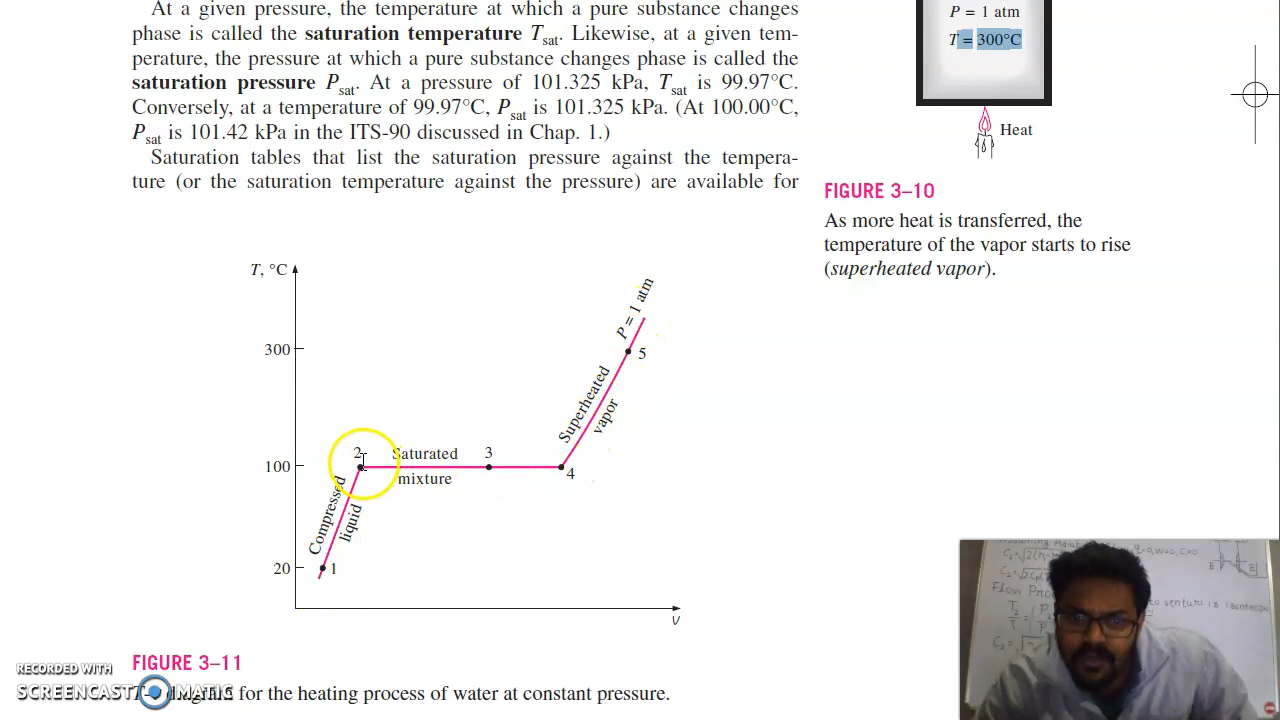 At a given pressure, the temperature at which a pure substance changes
phase is called the saturation temperature Tsat. Likewise, at a given tem-
perature, the pressure at which a pure substance changes phase is called the
saturation pressure Psat. At a pressure of 101.325 kPa, Tsat is 99.97°C.
Conversely, at a temperature of 99.97°C, Psat is 101.325 kPa. (At 100.00°C,
Psat is 101.42 kPa in the ITS-90 discussed in Chap. 1.)
Saturation tables that list the saturation pressure against the tempera-
ture (or the saturation temperature against the pressure) are available for
P = 1 atm
T = 300°C
Heat
FIGURE 3–10
As more heat is transferred, the
temperature of the vapor starts to rise
(superheated vapor).
T, °C
300
100
20
P = 1 atm
5
Superheated
vapor
2
Saturated
mixture
3
4
Compressed
liquid
1
v
FIGURE 3–11
diagram for the heating process of water at constant pressure.
RECORDED WITH
SCREENCAST MATIC
Flow
to venturi is isentropic